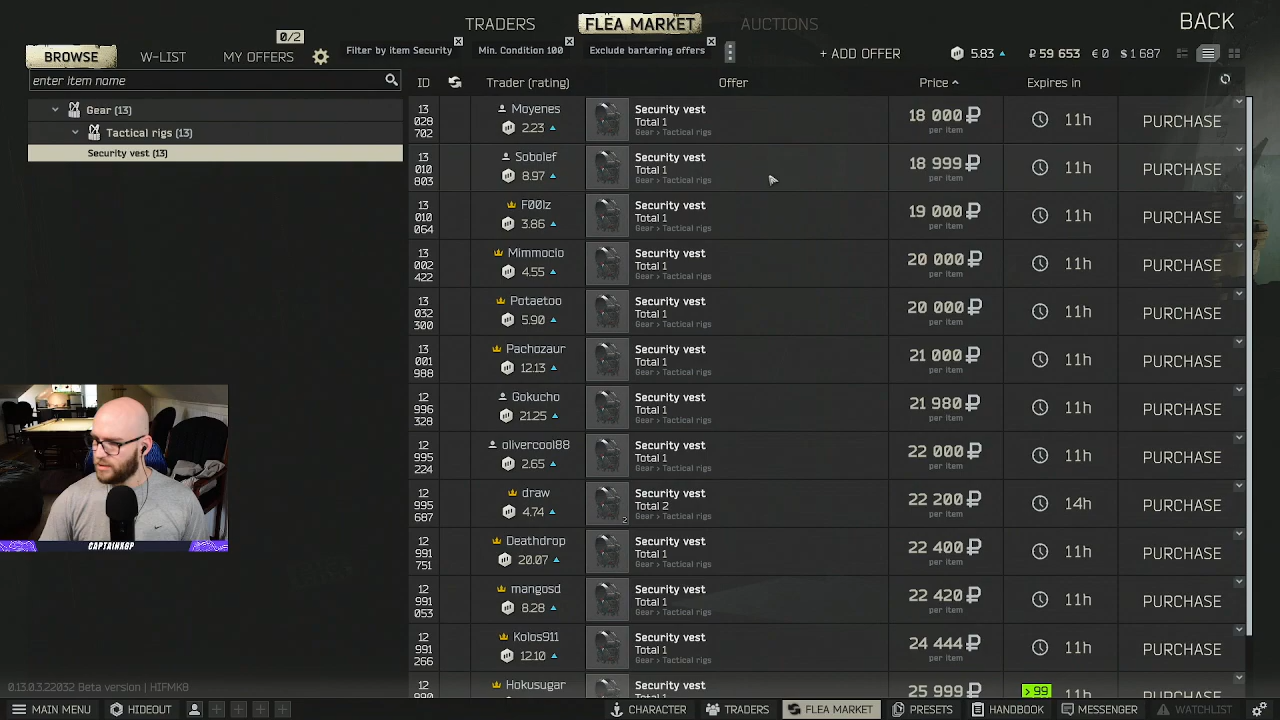 TRADERS
FLEA MARKET
AUCTIONS
BACK
0/2
BROWSE
W-LIST
MY OFFERS
Filter by item Security
Min. Condition 100
Exclude bartering offers
+ ADD OFFER
5.83
₽ 59 653
€ 0
$ 1 687
enter item name
ID
Trader (rating)
Offer
Price
Expires in
Gear (13)
Tactical rigs (13)
Security vest (13)
13 028 702
Moyenes
2.23
Security vest
Total 1
Gear > Tactical rigs
18 000 ₽
per item
11h
PURCHASE
13 010 803
Sobolef
8.97
Security vest
Total 1
Gear > Tactical rigs
18 999 ₽
per item
11h
PURCHASE
13 010 064
F00lz
3.86
Security vest
Total 1
Gear > Tactical rigs
19 000 ₽
per item
11h
PURCHASE
13 002 422
Mimmocio
4.55
Security vest
Total 1
Gear > Tactical rigs
20 000 ₽
per item
11h
PURCHASE
13 032 300
Potaetoo
5.90
Security vest
Total 1
Gear > Tactical rigs
20 000 ₽
per item
11h
PURCHASE
13 001 988
Pachozaur
12.13
Security vest
Total 1
Gear > Tactical rigs
21 000 ₽
per item
11h
PURCHASE
12 996 328
Gokucho
21.25
Security vest
Total 1
Gear > Tactical rigs
21 980 ₽
per item
11h
PURCHASE
12 995 224
olivercool88
2.65
Security vest
Total 1
Gear > Tactical rigs
22 000 ₽
per item
11h
PURCHASE
12 995 687
draw
4.74
2
Security vest
Total 2
Gear > Tactical rigs
22 200 ₽
per item
14h
PURCHASE
12 991 751
Deathdrop
20.07
Security vest
Total 1
Gear > Tactical rigs
22 400 ₽
per item
11h
PURCHASE
12 991 053
mangosd
8.28
Security vest
Total 1
Gear > Tactical rigs
22 420 ₽
per item
11h
PURCHASE
12 991 266
Kolos911
12.10
Security vest
Total 1
Gear > Tactical rigs
24 444 ₽
per item
11h
PURCHASE
12
Hokusugar
Security vest
25 999 ₽
> 99
11h
PURCHASE
CAPTAINXGP
0.13.0.3.22032 Beta version | HIFMK8
MAIN MENU
HIDEOUT
CHARACTER
TRADERS
FLEA MARKET
PRESETS
HANDBOOK
MESSENGER
WATCHLIST